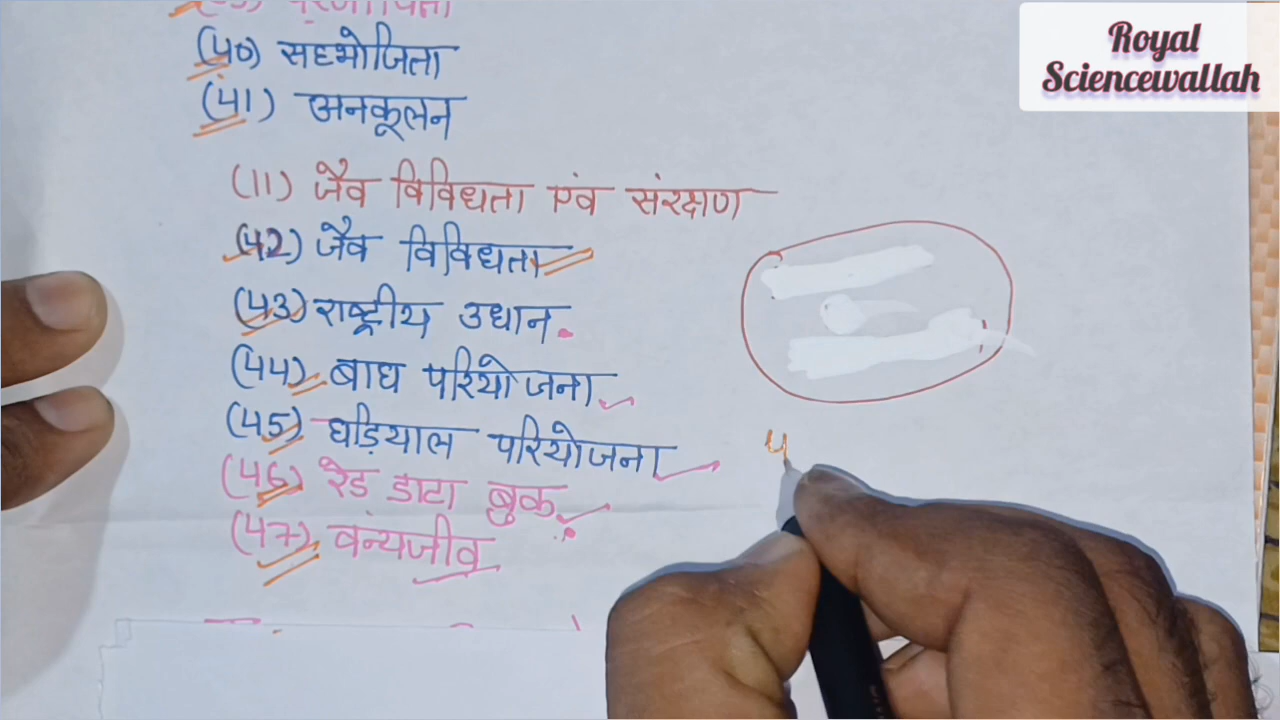 Royal
Sciencewallah
(40) सहभोजिता
(41) अनकूलन
(11) जैव विविधता एंव संरक्षण
(42) जैव विविधता
(43) राष्ट्रीय उधान
(44) बाघ परियोजना
(45) घड़ियाल परियोजना
(46) रेड डाटा बुक
(47) वन्यजीव